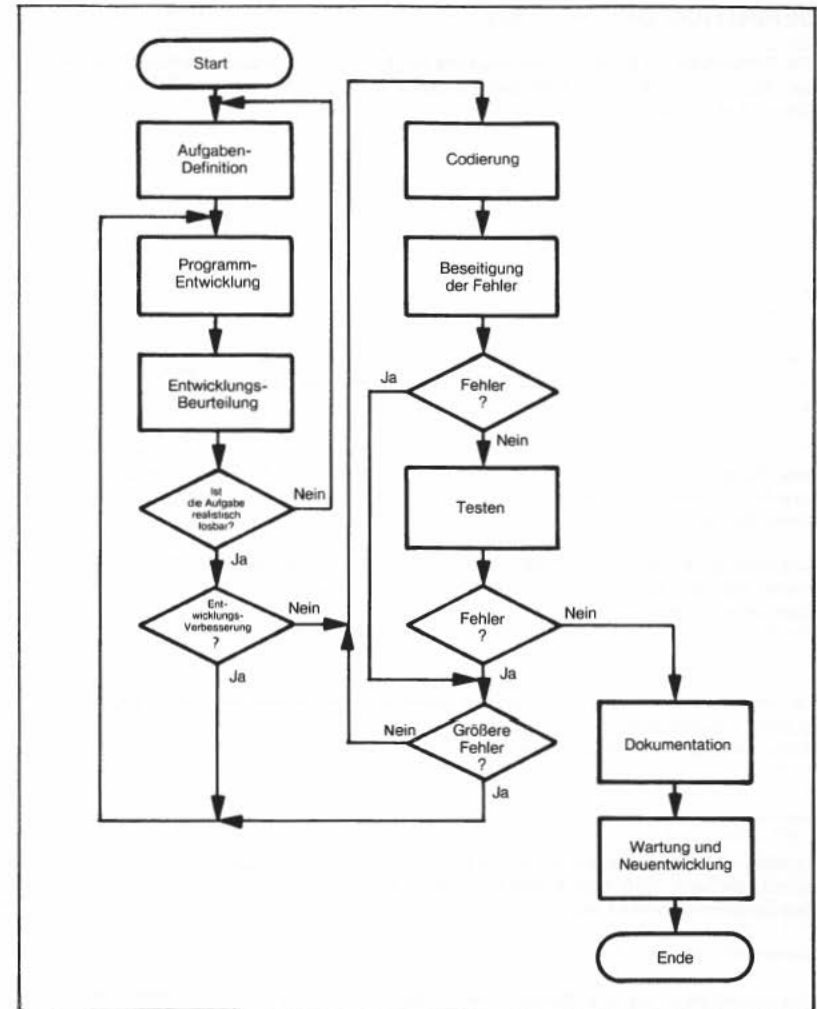 Start
Aufgaben-
Definition
Programm-
Entwicklung
Entwicklungs-
Beurteilung
Ist
die Aufgabe
realistisch
losbar?
Nein
Ja
Ent-
wicklungs-
Verbesserung
?
Nein
Ja
Codierung
Beseitigung
der Fehler
Ja
Fehler
?
Nein
Testen
Fehler
?
Nein
Ja
Nein
Größere
Fehler
?
Ja
Dokumentation
Wartung und
Neuentwicklung
Ende